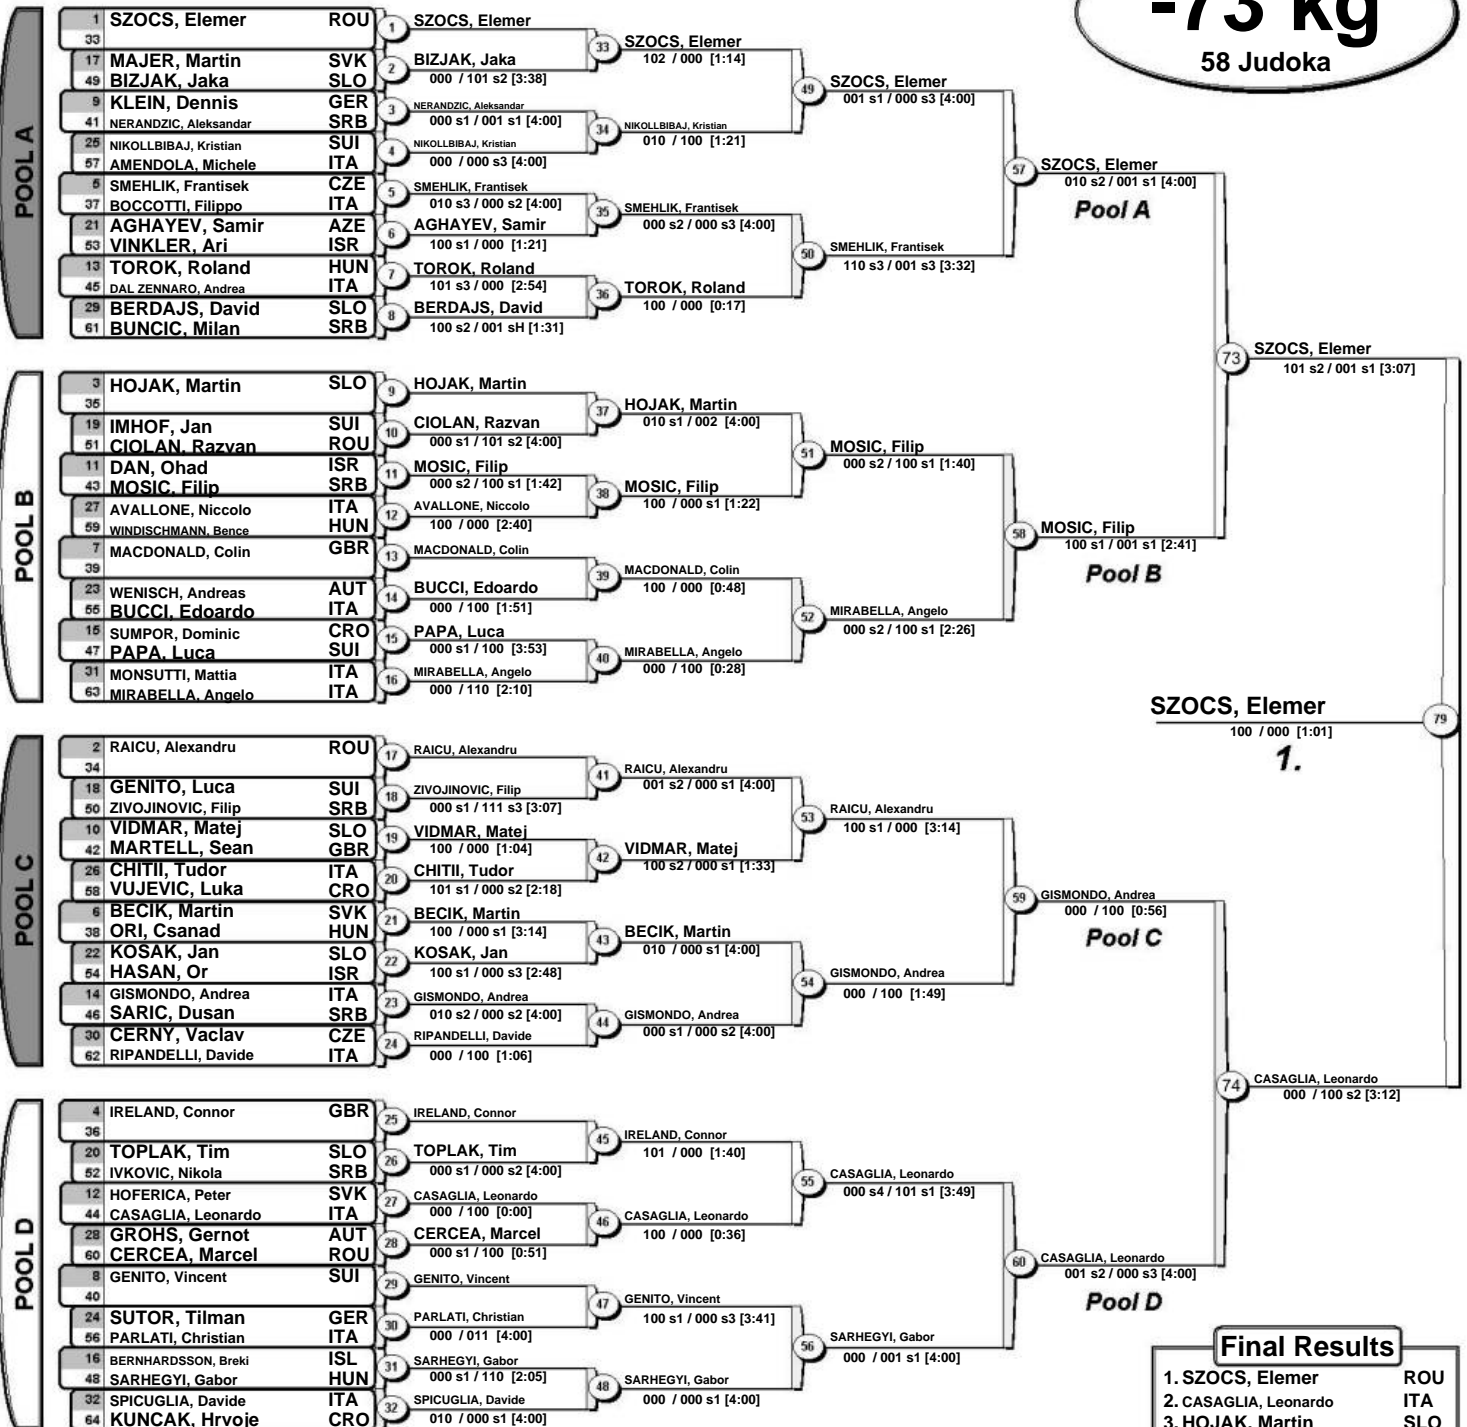 -73 kg
58 Judoka
POOL A
1 SZOCS, Elemer ROU
33
17 MAJER, Martin SVK
49 BIZJAK, Jaka SLO
9 KLEIN, Dennis GER
41 NERANDZIC, Aleksandar SRB
25 NIKOLLBIBAJ, Kristian SUI
57 AMENDOLA, Michele ITA
5 SMEHLIK, Frantisek CZE
37 BOCCOTTI, Filippo ITA
21 AGHAYEV, Samir AZE
53 VINKLER, Ari ISR
13 TOROK, Roland HUN
45 DAL ZENNARO, Andrea ITA
29 BERDAJS, David SLO
61 BUNCIC, Milan SRB
1 SZOCS, Elemer
2 BIZJAK, Jaka
000 / 101 s2 [3:38]
3 NERANDZIC, Aleksandar
000 s1 / 001 s1 [4:00]
4 NIKOLLBIBAJ, Kristian
000 / 000 s3 [4:00]
5 SMEHLIK, Frantisek
010 s3 / 000 s2 [4:00]
6 AGHAYEV, Samir
100 s1 / 000 [1:21]
7 TOROK, Roland
101 s3 / 000 [2:54]
8 BERDAJS, David
100 s2 / 001 sH [1:31]
33 SZOCS, Elemer
102 / 000 [1:14]
34 NIKOLLBIBAJ, Kristian
010 / 100 [1:21]
35 SMEHLIK, Frantisek
000 s2 / 000 s3 [4:00]
36 TOROK, Roland
100 / 000 [0:17]
49 SZOCS, Elemer
001 s1 / 000 s3 [4:00]
50 SMEHLIK, Frantisek
110 s3 / 001 s3 [3:32]
57 SZOCS, Elemer
010 s2 / 001 s1 [4:00]
Pool A
POOL B
3 HOJAK, Martin SLO
35
19 IMHOF, Jan SUI
51 CIOLAN, Razvan ROU
11 DAN, Ohad ISR
43 MOSIC, Filip SRB
27 AVALLONE, Niccolo ITA
59 WINDISCHMANN, Bence HUN
7 MACDONALD, Colin GBR
39
23 WENISCH, Andreas AUT
55 BUCCI, Edoardo ITA
15 SUMPOR, Dominic CRO
47 PAPA, Luca SUI
31 MONSUTTI, Mattia ITA
63 MIRABELLA, Angelo ITA
9 HOJAK, Martin
10 CIOLAN, Razvan
000 s1 / 101 s2 [4:00]
11 MOSIC, Filip
000 s2 / 100 s1 [1:42]
12 AVALLONE, Niccolo
100 / 000 [2:40]
13 MACDONALD, Colin
14 BUCCI, Edoardo
000 / 100 [1:51]
15 PAPA, Luca
000 s1 / 100 [3:53]
16 MIRABELLA, Angelo
000 / 110 [2:10]
37 HOJAK, Martin
010 s1 / 002 [4:00]
38 MOSIC, Filip
100 / 000 s1 [1:22]
39 MACDONALD, Colin
100 / 000 [0:48]
40 MIRABELLA, Angelo
000 / 100 [0:28]
51 MOSIC, Filip
000 s2 / 100 s1 [1:40]
52 MIRABELLA, Angelo
000 s2 / 100 s1 [2:26]
58 MOSIC, Filip
100 s1 / 001 s1 [2:41]
Pool B
73 SZOCS, Elemer
101 s2 / 001 s1 [3:07]
SZOCS, Elemer 79
100 / 000 [1:01]
1.
POOL C
2 RAICU, Alexandru ROU
34
18 GENITO, Luca SUI
50 ZIVOJINOVIC, Filip SRB
10 VIDMAR, Matej SLO
42 MARTELL, Sean GBR
26 CHITII, Tudor ITA
58 VUJEVIC, Luka CRO
6 BECIK, Martin SVK
38 ORI, Csanad HUN
22 KOSAK, Jan SLO
54 HASAN, Or ISR
14 GISMONDO, Andrea ITA
46 SARIC, Dusan SRB
30 CERNY, Vaclav CZE
62 RIPANDELLI, Davide ITA
17 RAICU, Alexandru
18 ZIVOJINOVIC, Filip
000 s1 / 111 s3 [3:07]
19 VIDMAR, Matej
100 / 000 [1:04]
20 CHITII, Tudor
101 s1 / 000 s2 [2:18]
21 BECIK, Martin
100 / 000 s1 [3:14]
22 KOSAK, Jan
100 s1 / 000 s3 [2:48]
23 GISMONDO, Andrea
010 s2 / 000 s2 [4:00]
24 RIPANDELLI, Davide
000 / 100 [1:06]
41 RAICU, Alexandru
001 s2 / 000 s1 [4:00]
42 VIDMAR, Matej
100 s2 / 000 s1 [1:33]
43 BECIK, Martin
010 / 000 s1 [4:00]
44 GISMONDO, Andrea
000 s1 / 000 s2 [4:00]
53 RAICU, Alexandru
100 s1 / 000 [3:14]
54 GISMONDO, Andrea
000 / 100 [1:49]
59 GISMONDO, Andrea
000 / 100 [0:56]
Pool C
POOL D
4 IRELAND, Connor GBR
36
20 TOPLAK, Tim SLO
52 IVKOVIC, Nikola SRB
12 HOFERICA, Peter SVK
44 CASAGLIA, Leonardo ITA
28 GROHS, Gernot AUT
60 CERCEA, Marcel ROU
8 GENITO, Vincent SUI
40
24 SUTOR, Tilman GER
56 PARLATI, Christian ITA
16 BERNHARDSSON, Breki ISL
48 SARHEGYI, Gabor HUN
32 SPICUGLIA, Davide ITA
64 KUNCAK, Hrvoje CRO
25 IRELAND, Connor
26 TOPLAK, Tim
000 s1 / 000 s2 [4:00]
27 CASAGLIA, Leonardo
000 / 100 [0:00]
28 CERCEA, Marcel
000 s1 / 100 [0:51]
29 GENITO, Vincent
30 PARLATI, Christian
000 / 011 [4:00]
31 SARHEGYI, Gabor
000 s1 / 110 [2:05]
32 SPICUGLIA, Davide
010 / 000 s1 [4:00]
45 IRELAND, Connor
101 / 000 [1:40]
46 CASAGLIA, Leonardo
100 / 000 [0:36]
47 GENITO, Vincent
100 s1 / 000 s3 [3:41]
48 SARHEGYI, Gabor
000 / 000 s1 [4:00]
55 CASAGLIA, Leonardo
000 s4 / 101 s1 [3:49]
56 SARHEGYI, Gabor
000 / 001 s1 [4:00]
60 CASAGLIA, Leonardo
001 s2 / 000 s3 [4:00]
Pool D
74 CASAGLIA, Leonardo
000 / 100 s2 [3:12]
Final Results
1. SZOCS, Elemer ROU
2. CASAGLIA, Leonardo ITA
3. HOJAK, Martin SLO